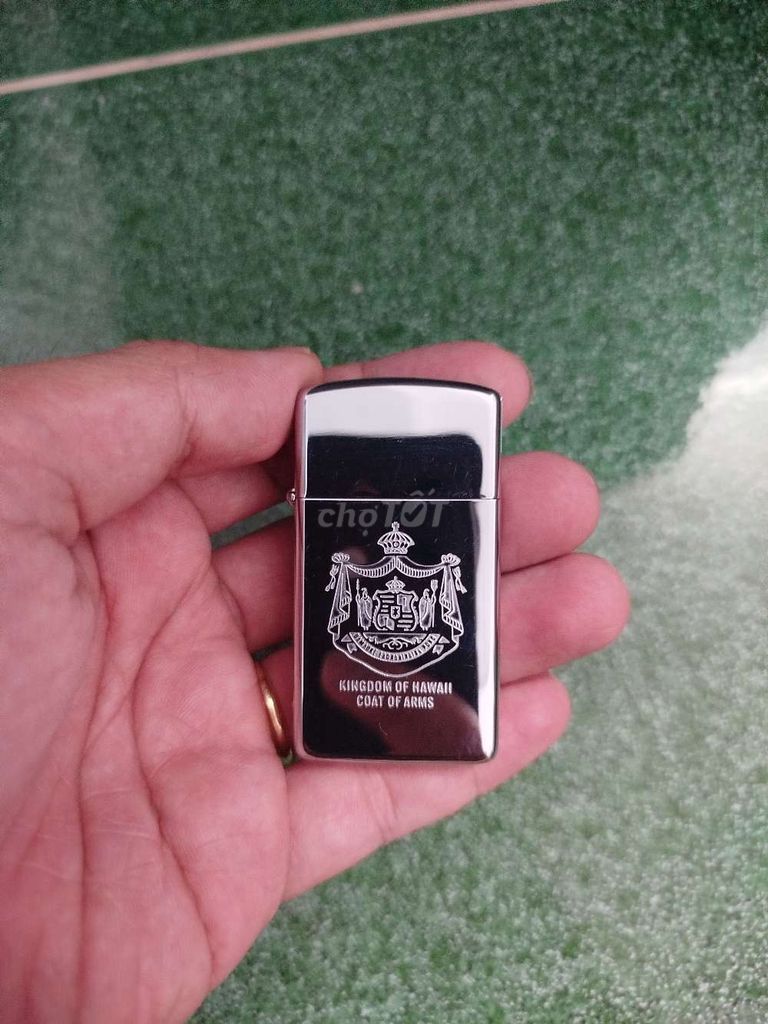 chợTỐT
KINGDOM OF HAWAII
COAT OF ARMS